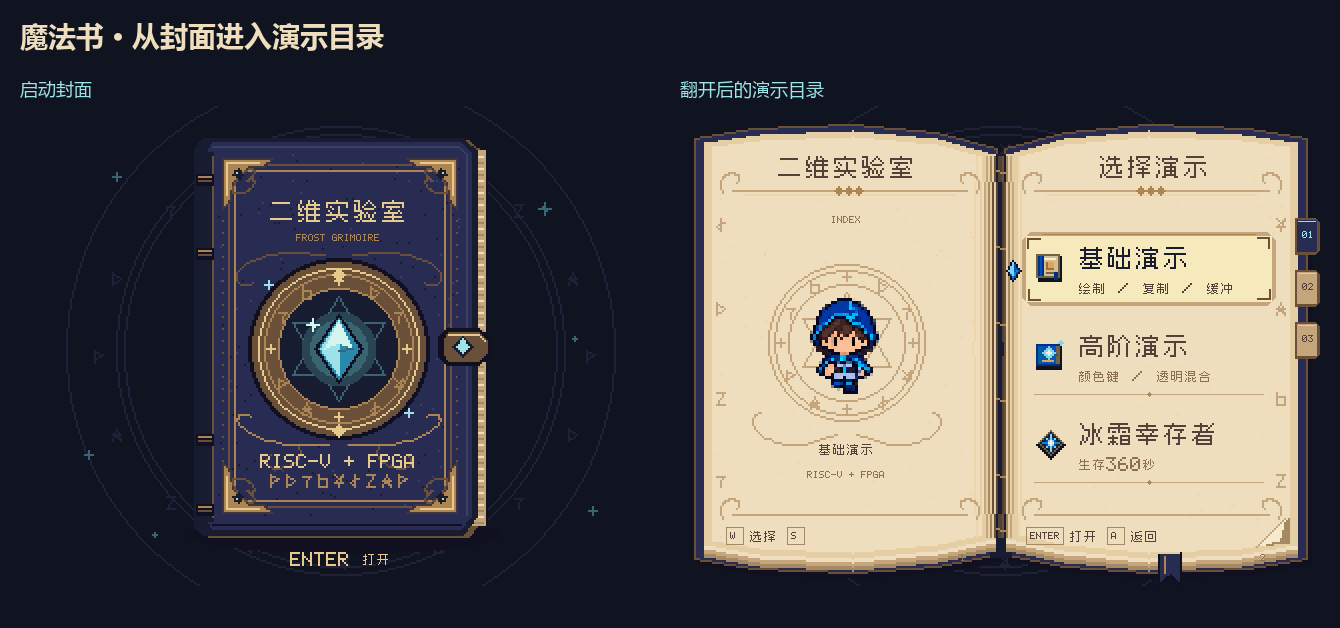 魔法书・从封面进入演示目录
启动封面
二维实验室
FROST GRIMOIRE
RISC-V + FPGA
ENTER 打开
翻开后的演示目录
二维实验室
INDEX
基础演示
RISC-V + FPGA
W 选择 S
选择演示
基础演示
绘制 / 复制 / 缓冲
高阶演示
颜色键 / 透明混合
冰霜幸存者
生存360秒
ENTER 打开 A 返回
2
01
02
03